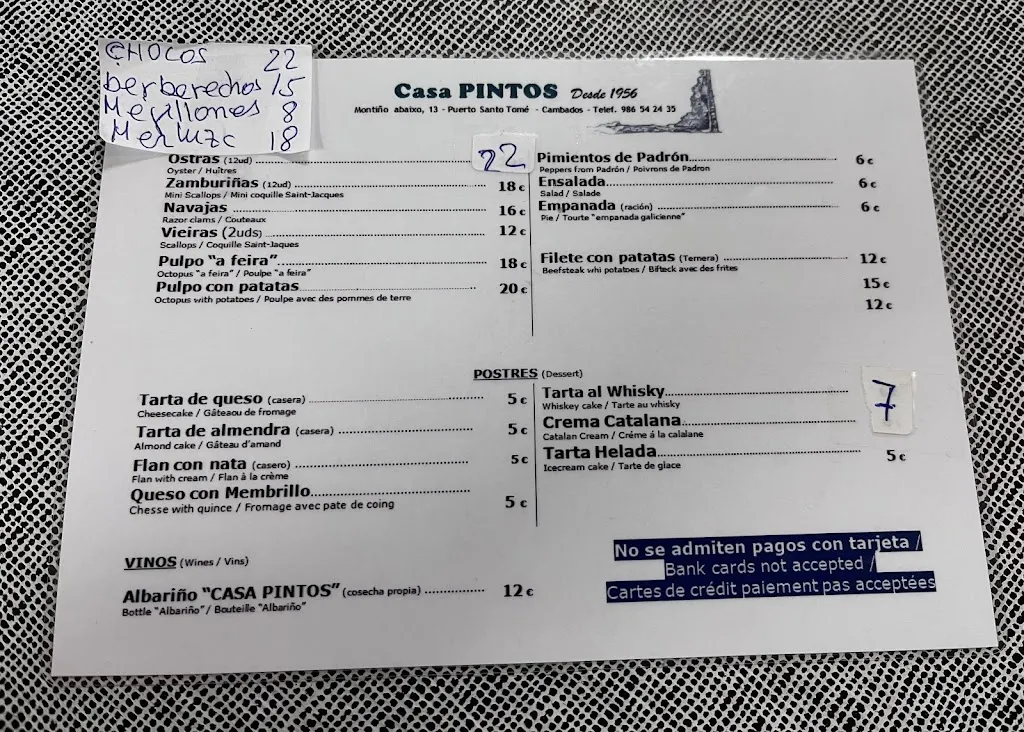 CHOCOS 22
berberechos 15
Mejillones 8
Merluza 18
Casa PINTOS Desde 1956
Montiño abaixo, 13 - Puerto Santo Tomé - Cambados - Telef. 986 54 24 35
Ostras (12ud) 22
Oyster / Huîtres
Zamburiñas (12ud) 18 €
Mini Scallops / Mini coquille Saint-Jacques
Navajas 16 €
Razor clams / Couteaux
Vieiras (2uds) 12 €
Scallops / Coquille Saint-Jaques
Pulpo "a feira" 18 €
Octopus "a feira" / Poulpe "a feira"
Pulpo con patatas 20 €
Octopus with potatoes / Poulpe avec des pommes de terre
Pimientos de Padrón 6 €
Peppers from Padrón / Poivrons de Padron
Ensalada 6 €
Salad / Salade
Empanada (ración) 6 €
Pie / Tourte "empanada galicienne"
Filete con patatas (Ternera) 12 €
Beefsteak whi potatoes / Bifteck avec des frites
15 €
12 €
POSTRES (Dessert)
Tarta de queso (casera) 5 €
Cheesecake / Gâteaou de fromage
Tarta de almendra (casera) 5 €
Almond cake / Gâteau d'amand
Flan con nata (casero) 5 €
Flan with cream / Flan à la crème
Queso con Membrillo 5 €
Chesse with quince / Fromage avec pate de coing
Tarta al Whisky 7
Whiskey cake / Tarte au whisky
Crema Catalana
Catalan Cream / Créme á la calalane
Tarta Helada 5 €
Icecream cake / Tarte de glace
VINOS (Wines / Vins)
Albariño "CASA PINTOS" (cosecha propia) 12 €
Bottle "Albariño" / Bouteille "Albariño"
No se admiten pagos con tarjeta /
Bank cards not accepted /
Cartes de crédit paiement pas acceptées